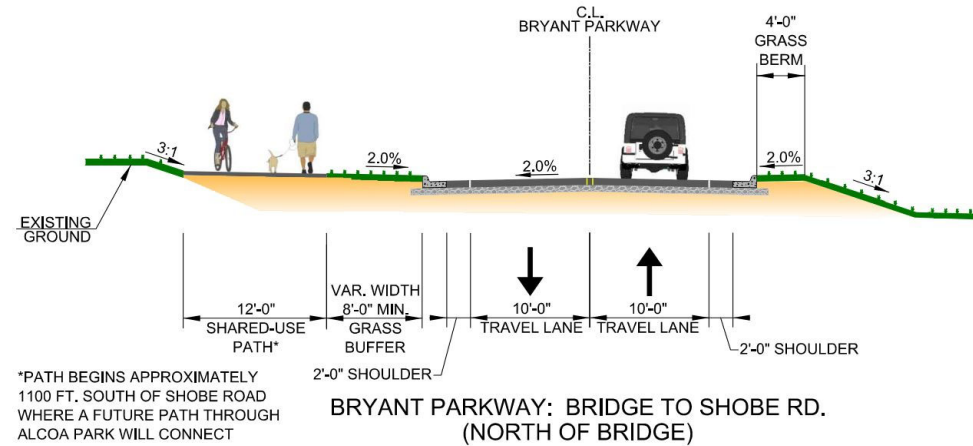 C.L.
BRYANT PARKWAY
4'-0"
GRASS
BERM
3:1
2.0%
2.0%
2.0%
3:1
EXISTING
GROUND
12'-0"
SHARED-USE
PATH*
VAR. WIDTH
8'-0" MIN.
GRASS
BUFFER
10'-0"
TRAVEL LANE
10'-0"
TRAVEL LANE
2'-0" SHOULDER
2'-0" SHOULDER
*PATH BEGINS APPROXIMATELY
1100 FT. SOUTH OF SHOBE ROAD
WHERE A FUTURE PATH THROUGH
ALCOA PARK WILL CONNECT
BRYANT PARKWAY: BRIDGE TO SHOBE RD.
(NORTH OF BRIDGE)